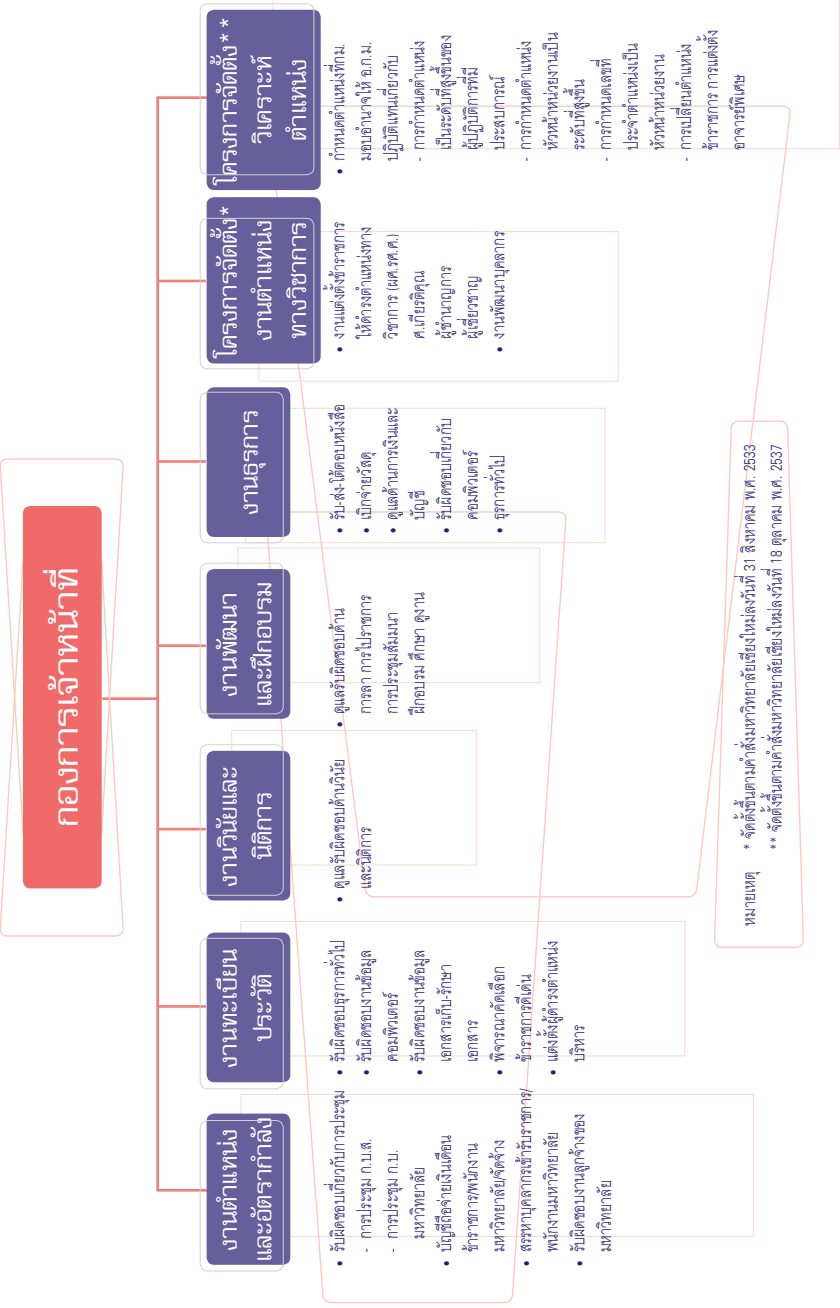 กองการเจ้าหน้าที่
งานตำแหน่ง
และอัตรากำลัง
• รับผิดชอบเกี่ยวกับการประชุม
- การประชุม ก.บ.ส.
- การประชุม ก.บ.
มหาวิทยาลัย
• บัญชีถือจ่ายเงินเดือน
ข้าราชการ/พนักงาน
มหาวิทยาลัย/จัดจ้าง
• สรรหาบุคลากรเข้ารับราชการ/
พนักงานมหาวิทยาลัย
• รับผิดชอบงานลูกจ้างของ
มหาวิทยาลัย
งานทะเบียน
ประวัติ
• รับผิดชอบธุรการทั่วไป
• รับผิดชอบงานข้อมูล
คอมพิวเตอร์
• รับผิดชอบงานข้อมูล
เอกสารเก็บ-รักษา
เอกสาร
• พิจารณาคัดเลือก
ข้าราชการดีเด่น
• แต่งตั้งผู้ดำรงตำแหน่ง
บริหาร
งานวินัยและ
นิติการ
• ดูแลรับผิดชอบด้านวินัย
และนิติการ
งานพัฒนา
และฝึกอบรม
• ดูแลรับผิดชอบด้าน
การลา การไปราชการ
การประชุมสัมมนา
ฝึกอบรม ศึกษา ดูงาน
งานธุรการ
• รับ-ส่ง-โต้ตอบหนังสือ
• เบิกจ่ายวัสดุ
• ดูแลด้านการเงินและ
บัญชี
• รับผิดชอบเกี่ยวกับ
คอมพิวเตอร์
• ธุรการทั่วไป
โครงการจัดตั้ง*
งานตำแหน่ง
ทางวิชาการ
• งานแต่งตั้งข้าราชการ
ให้ดำรงตำแหน่งทาง
วิชาการ (ผศ.รศ.ศ.)
ศ.เกียรติคุณ
ผู้ชำนาญการ
ผู้เชี่ยวชาญ
• งานพัฒนาบุคลากร
โครงการจัดตั้ง**
วิเคราะห์
ตำแหน่ง
• กำหนดตำแหน่งที่กม.
มอบอำนาจให้ อ.ก.ม.
ปฏิบัติแทนเกี่ยวกับ
- การกำหนดตำแหน่ง
เป็นระดับที่สูงขึ้นของ
ผู้ปฏิบัติการที่มี
ประสบการณ์
- การกำหนดตำแหน่ง
หัวหน้าหน่วยงานเป็น
ระดับที่สูงขึ้น
- การกำหนดเลขที่
ประจำตำแหน่งเป็น
หัวหน้าหน่วยงาน
- การเปลี่ยนตำแหน่ง
ข้าราชการ การแต่งตั้ง
อาจารย์พิเศษ
หมายเหตุ * จัดตั้งขึ้นตามคำสั่งมหาวิทยาลัยเชียงใหม่ลงวันที่ 31 สิงหาคม พ.ศ. 2533
** จัดตั้งขึ้นตามคำสั่งมหาวิทยาลัยเชียงใหม่ลงวันที่ 18 ตุลาคม พ.ศ. 2537